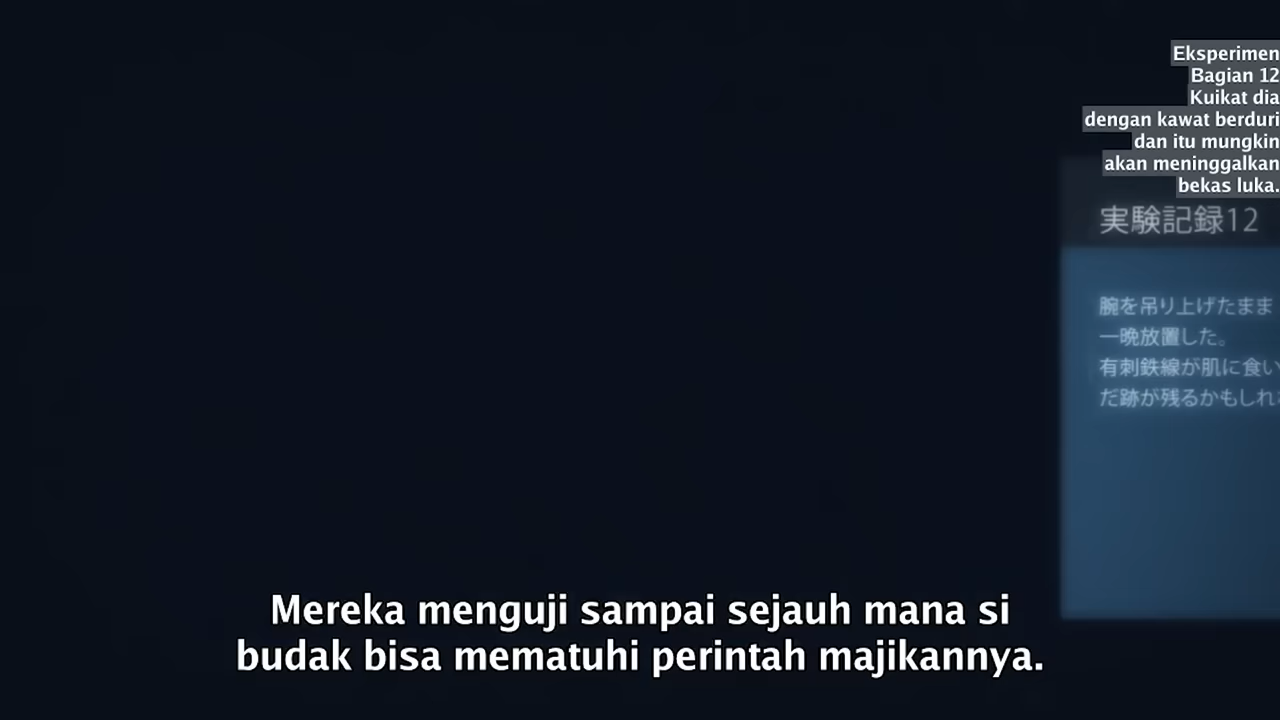 Eksperimen
Bagian 12
Kuikat dia
dengan kawat berduri
dan itu mungkin
akan meninggalkan
bekas luka.
実験記録12
腕を吊り上げたまま
一晩放置した。
有刺鉄線が肌に食い
だ跡が残るかもしれ
Mereka menguji sampai sejauh mana si
budak bisa mematuhi perintah majikannya.